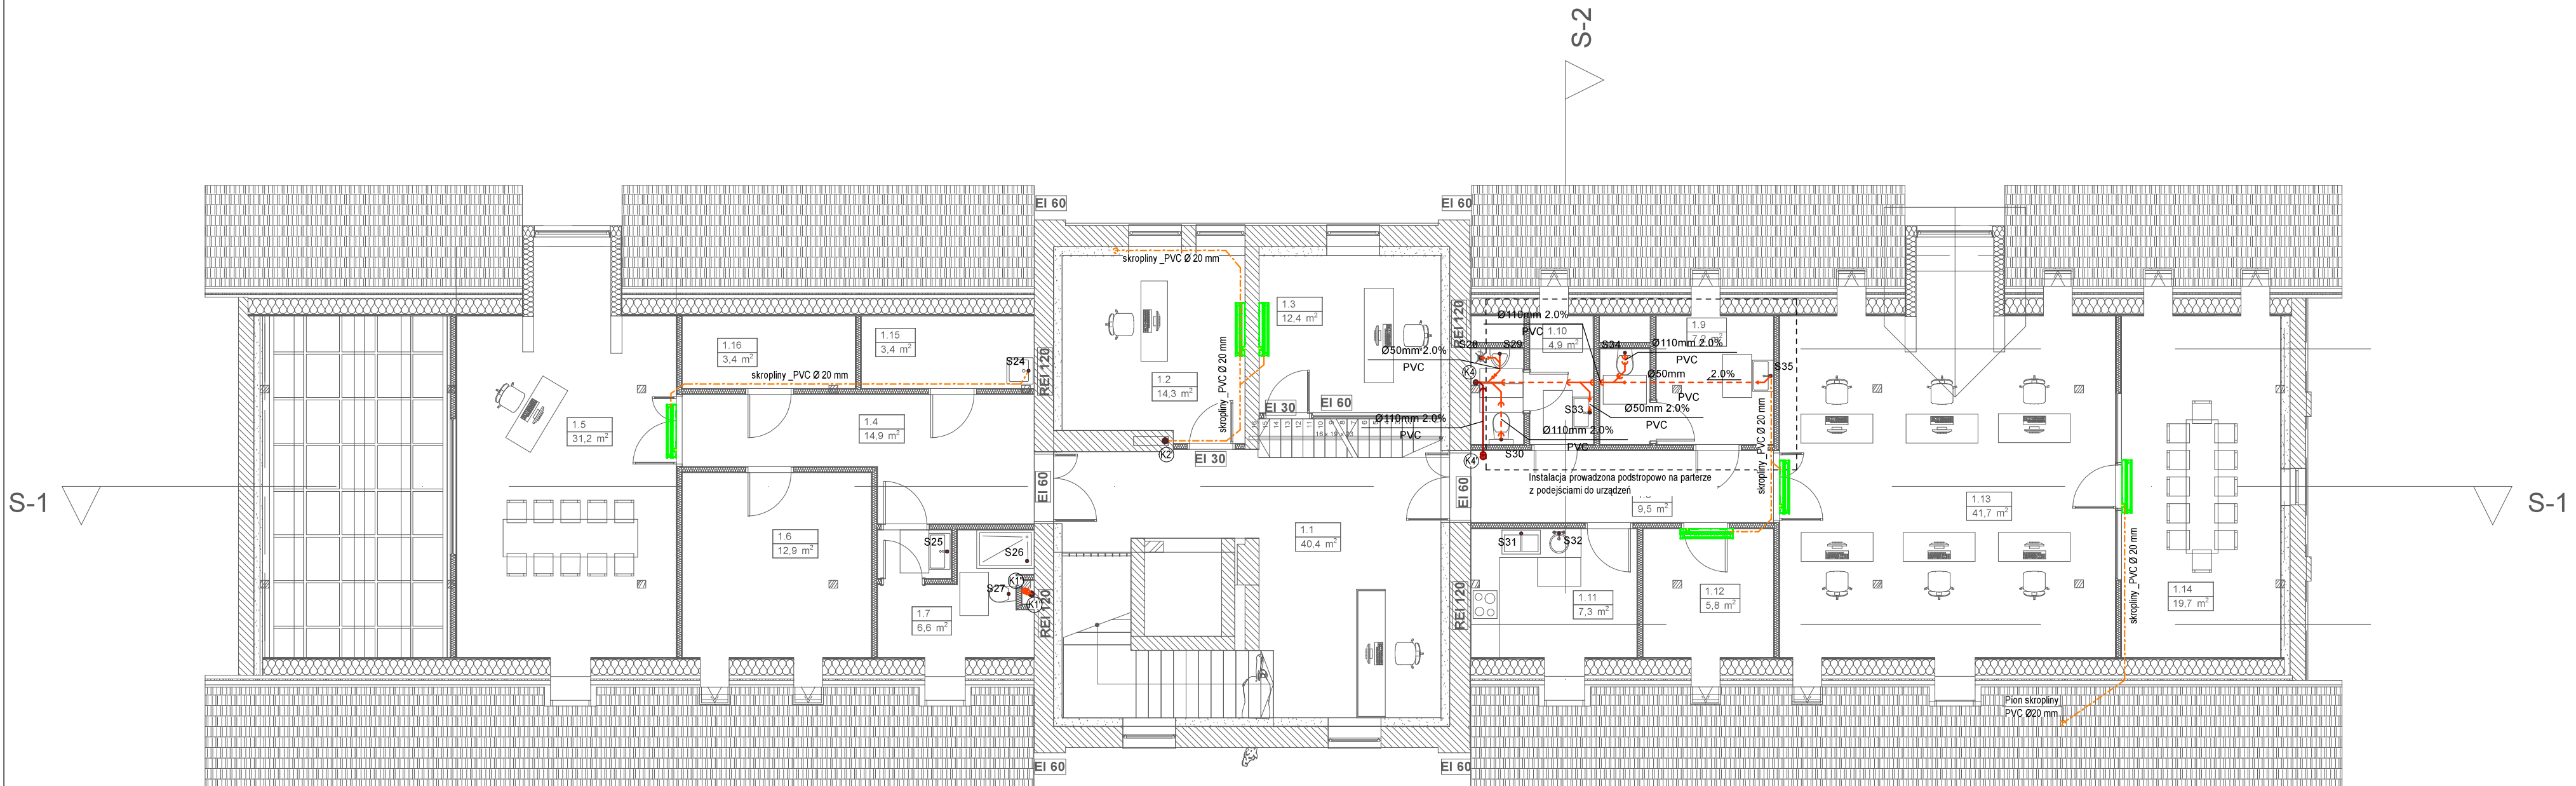 S-2
S-1
S-1
EI 60
EI 60
skropliny _PVC Ø 20 mm
1.3
12,4 m²
EI 120
Ø110mm 2.0%
PVC
1.10
4,9 m²
1.9
S28
S29
S34
Ø110mm 2.0%
PVC
Ø50mm 2.0%
PVC
1.16
3,4 m²
1.15
3,4 m²
S24
REI 120
skropliny _PVC Ø 20 mm
1.2
14,3 m²
skropliny _PVC Ø 20 mm
K4
Ø50mm
2.0%
PVC
S35
EI 30
EI 60
S33
Ø50mm 2.0%
PVC
Ø110mm 2.0%
PVC
Ø110mm 2.0%
PVC
S30
K4'
16 x 18 x 23
1.5
31,2 m²
1.4
14,9 m²
K2
EI 30
EI 60
EI 60
Instalacja prowadzona podstropowo na parterze
z podejściami do urządzeń
9,5 m²
skropliny _PVC Ø 20 mm
1.13
41,7 m²
1.6
12,9 m²
S25
S26
1.1
40,4 m²
S31
S32
skropliny _PVC Ø 20 mm
S27
K1'
REI 120
REI 120
1.7
6,6 m²
1.11
7,3 m²
1.12
5,8 m²
1.14
19,7 m²
Pion skropliny
PVC Ø20 mm
EI 60
EI 60